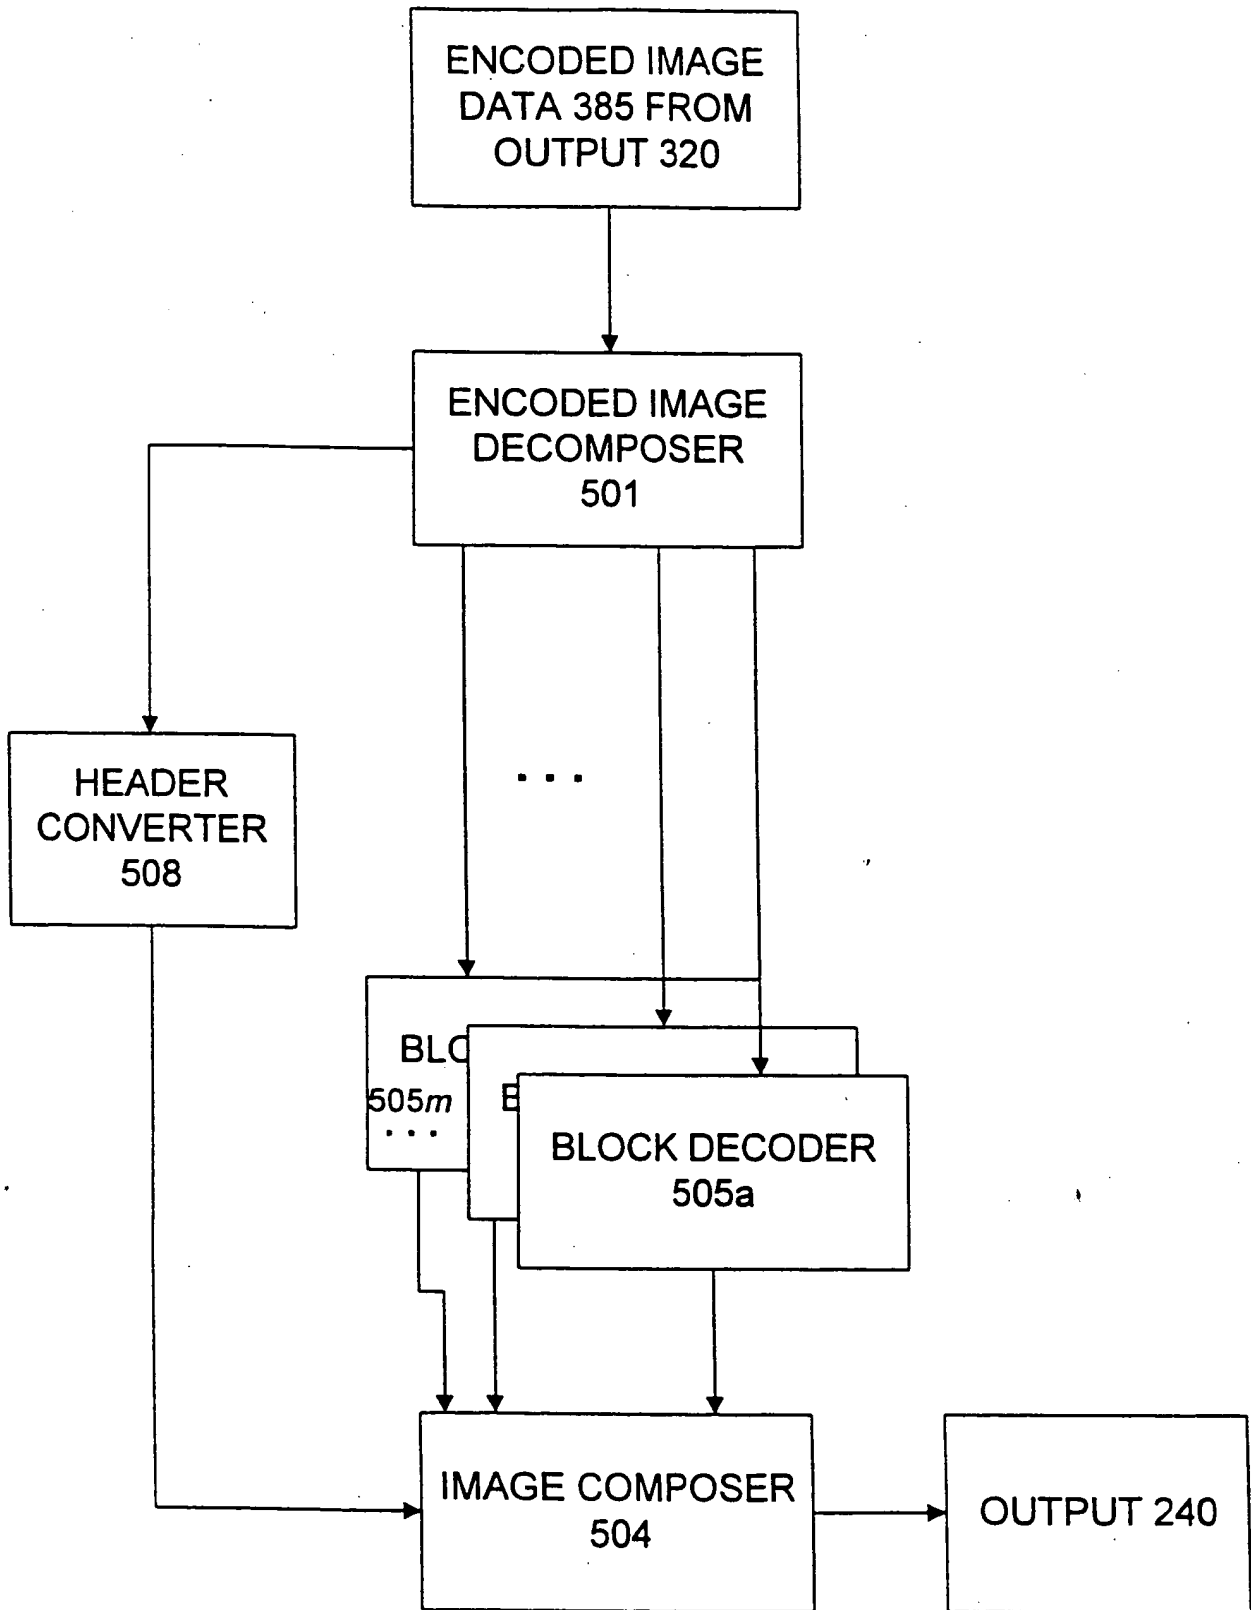 ENCODED IMAGE
DATA 385 FROM
OUTPUT 320
ENCODED IMAGE
DECOMPOSER
501
. . .
HEADER
CONVERTER
508
BLO
505m
. . .
B
BLOCK DECODER
505a
IMAGE COMPOSER
504
OUTPUT 240